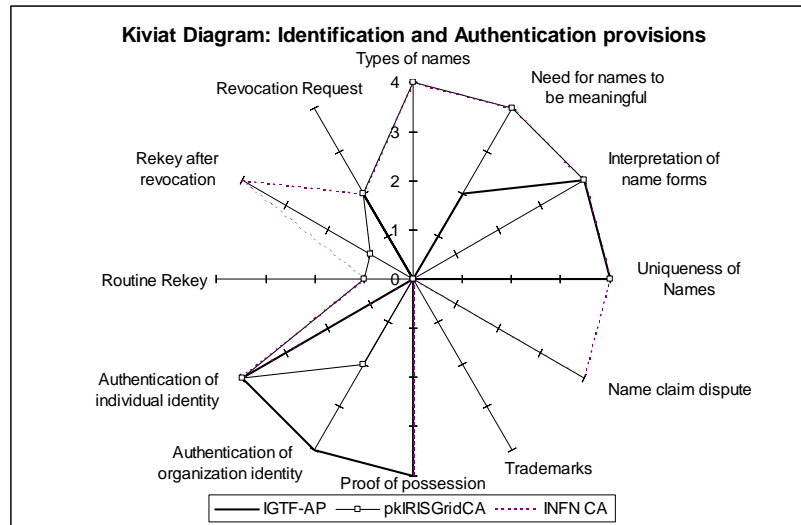 Kiviat Diagram: Identification and Authentication provisions
Types of names
Need for names to
be meaningful
Interpretation of
name forms
Uniqueness of
Names
Name claim dispute
Trademarks
Proof of possession
Authentication of
organization identity
Authentication of
individual identity
Routine Rekey
Rekey after
revocation
Revocation Request
4
3
2
1
0
IGTF-AP
pkIRISGridCA
INFN CA